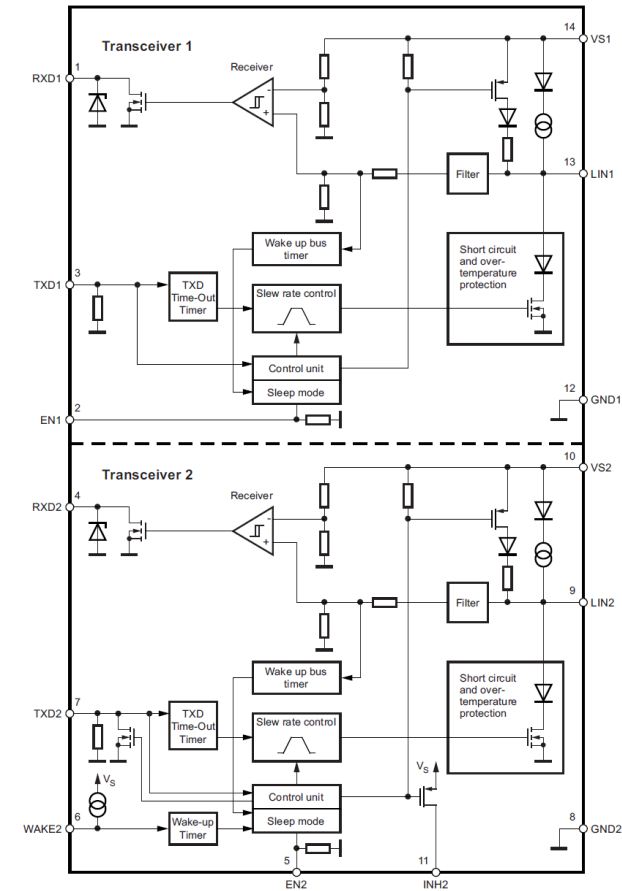 14
VS1
Transceiver 1
1
RXD1
Receiver
-
+
13
LIN1
Filter
Wake up bus
timer
Short circuit
and over-
temperature
protection
3
TXD1
TXD
Time-Out
Timer
Slew rate control
Control unit
Sleep mode
12
GND1
2
EN1
10
VS2
Transceiver 2
4
RXD2
Receiver
-
+
9
LIN2
Filter
Wake up bus
timer
Short circuit
and over-
temperature
protection
7
TXD2
TXD
Time-Out
Timer
Slew rate control
VS
VS
Control unit
Sleep mode
6
WAKE2
Wake-up
Timer
8
GND2
5
EN2
11
INH2